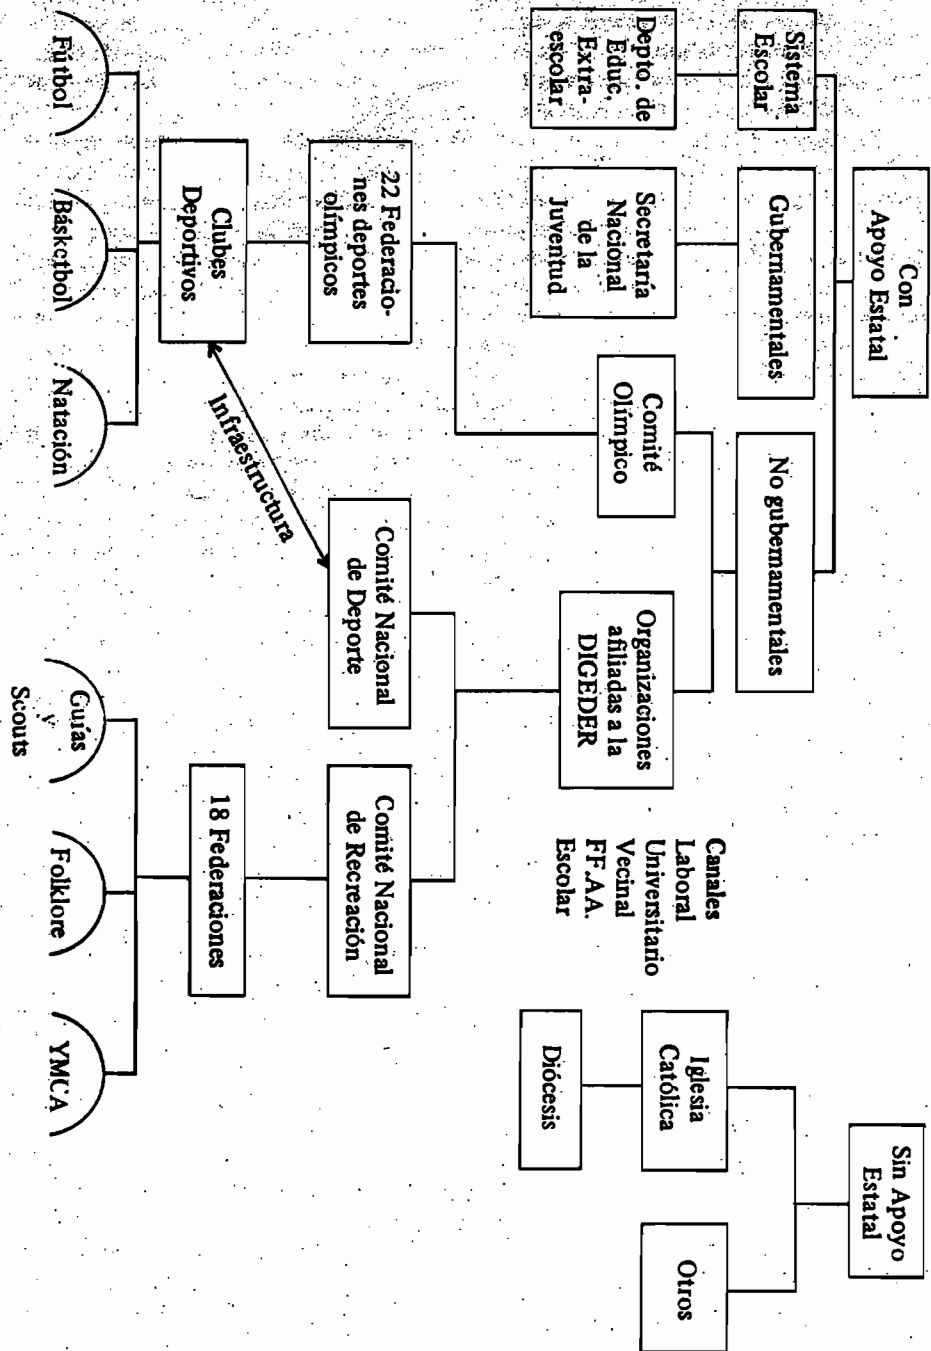 Con
Apoyo Estatal
Sin Apoyo
Estatal
Sistema
Escolar
Gubernamentales
No gubernamentales
Iglesia
Católica
Otros
Depto. de
Educ.
Extra-
escolar
Secretaría
Nacional
de la
Juventud
Comité
Olímpico
Organizaciones
afiliadas a la
DIGEDER
Canales
Laboral
Universitario
Vecinal
FF.AA.
Escolar
Diócesis
22 Federacio-
nes deportes
olímpicos
Comité Nacional
de Deporte
Comité Nacional
de Recreación
Infraestructura
Clubes
Deportivos
18 Federaciones
Fútbol
Básketbol
Natación
Guías
y
Scouts
Folklore
YMCA